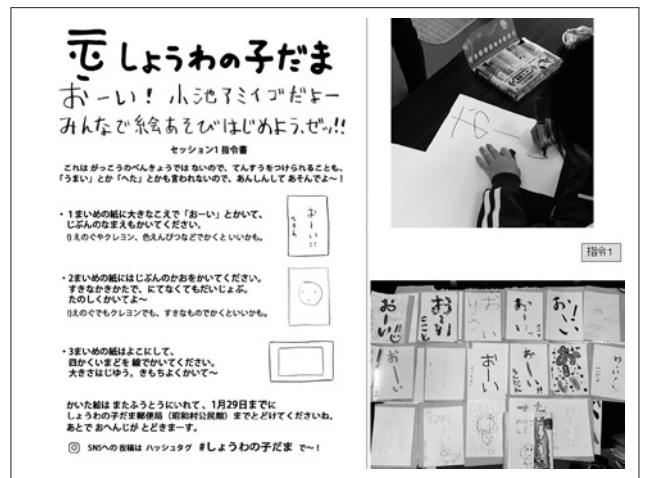 しょうわの子だま
おーい! 小池アミイゴだよー
みんなで絵あそびはじめよう、ぜッ!!
セッション1 指令書
これは がっこうのべんきょうでは ないので、てんすうをつけられることも、
「うまい」とか「へた」とかも言われないので、あんしんして あそんでよ〜!
・1まいめの紙に大きなこえで「おーい」とかいて、
じぶんのなまえもかいてください。
!)えのぐやクレヨン、色えんぴつなどでかくと いいかも。
おーい!!
なまえ
・2まいめの紙にはじぶんのかおをかいてください。
すきなかきかたで、にてなくてもだいじょぶ。
たのしくかいてよ〜
!)えのぐでもクレヨンでも、すきなものでかくといいかも。
・3まいめの紙はよこにして、
四かくいまどを 線でかいてください。
大きさはじゆう。きもちよくかいて〜
かいた絵は またふうとうにいれて、1月29日までに
しょうわの子だま郵便局(昭和村公民館)までとどけてくださいね。
あとで おへんじが とどきまーす。
SNSへの投稿は ハッシュタグ #しょうわの子だま で〜!
指令1
おーい
おーい
おーい
おーい
おーい
おーい
おーい